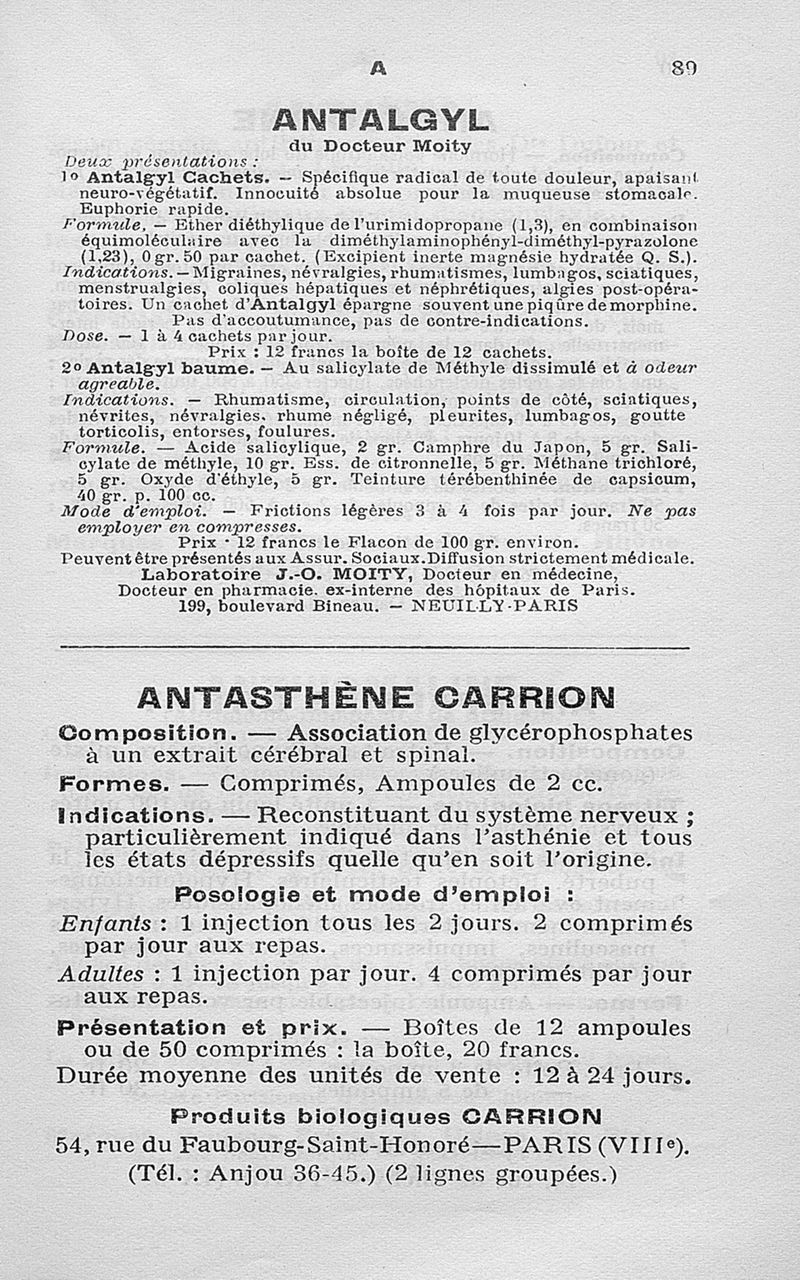 A 89
ANTALGYL
du Docteur Moity
Deux présentations :
1º Antalgyl Cachets. — Spécifique radical de toute douleur, apaisant
neuro-végétatif. Innocuité absolue pour la muqueuse stomacale.
Euphorie rapide.
Formule. — Ether diéthylique de l'urimidopropane (1,3), en combinaison
équimoléculaire avec la diméthylaminophényl-diméthyl-pyrazolone
(1,23), 0 gr. 50 par cachet. (Excipient inerte magnésie hydratée Q. S.).
Indications. — Migraines, névralgies, rhumatismes, lumbagos, sciatiques,
menstrualgies, coliques hépatiques et néphrétiques, algies post-opéra-
toires. Un cachet d'Antalgyl épargne souvent une piqûre de morphine.
Pas d'accoutumance, pas de contre-indications.
Dose. — 1 à 4 cachets par jour.
Prix : 12 francs la boîte de 12 cachets.
2º Antalgyl baume. — Au salicylate de Méthyle dissimulé et à odeur
agreable.
Indications. — Rhumatisme, circulation, points de côté, sciatiques,
névrites, névralgies. rhume négligé, pleurites, lumbagos, goutte
torticolis, entorses, foulures.
Formule. — Acide salicylique, 2 gr. Camphre du Japon, 5 gr. Sali-
cylate de méthyle, 10 gr. Ess. de citronnelle, 5 gr. Méthane trichloré,
5 gr. Oxyde d'éthyle, 5 gr. Teinture térébenthinée de capsicum,
40 gr. p. 100 cc.
Mode d'emploi. — Frictions légères 3 à 4 fois par jour. Ne pas
employer en compresses.
Prix : 12 francs le Flacon de 100 gr. environ.
Peuvent être présentés aux Assur. Sociaux. Diffusion strictement médicale.
Laboratoire J.-O. MOITY, Docteur en médecine,
Docteur en pharmacie. ex-interne des hôpitaux de Paris.
199, boulevard Bineau. — NEUILLY-PARIS
ANTASTHÈNE CARRION
Composition. — Association de glycérophosphates
à un extrait cérébral et spinal.
Formes. — Comprimés, Ampoules de 2 cc.
Indications. — Reconstituant du système nerveux ;
particulièrement indiqué dans l'asthénie et tous
les états dépressifs quelle qu'en soit l'origine.
Posologie et mode d'emploi :
Enfants : 1 injection tous les 2 jours. 2 comprimés
par jour aux repas.
Adultes : 1 injection par jour. 4 comprimés par jour
aux repas.
Présentation et prix. — Boîtes de 12 ampoules
ou de 50 comprimés : la boîte, 20 francs.
Durée moyenne des unités de vente : 12 à 24 jours.
Produits biologiques CARRION
54, rue du Faubourg-Saint-Honoré—PARIS (VIIIe).
(Tél. : Anjou 36-45.) (2 lignes groupées.)